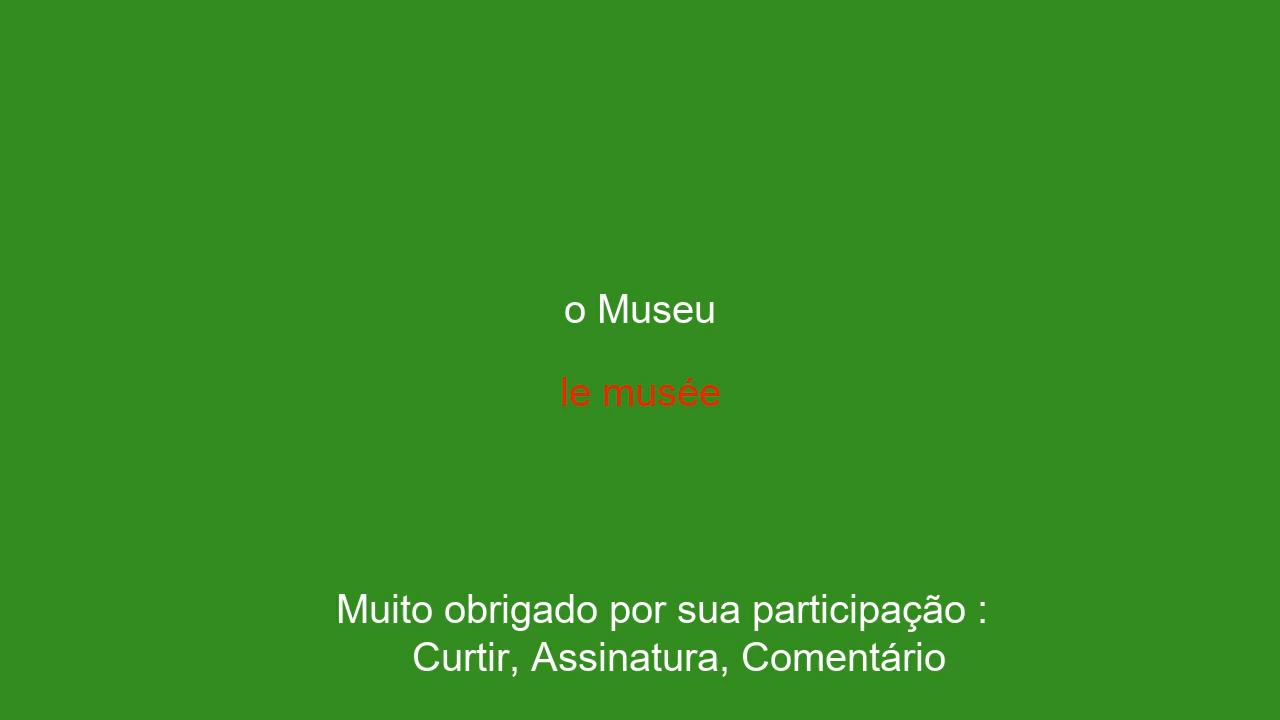 o Museu
le musée
Muito obrigado por sua participação :
Curtir, Assinatura, Comentário